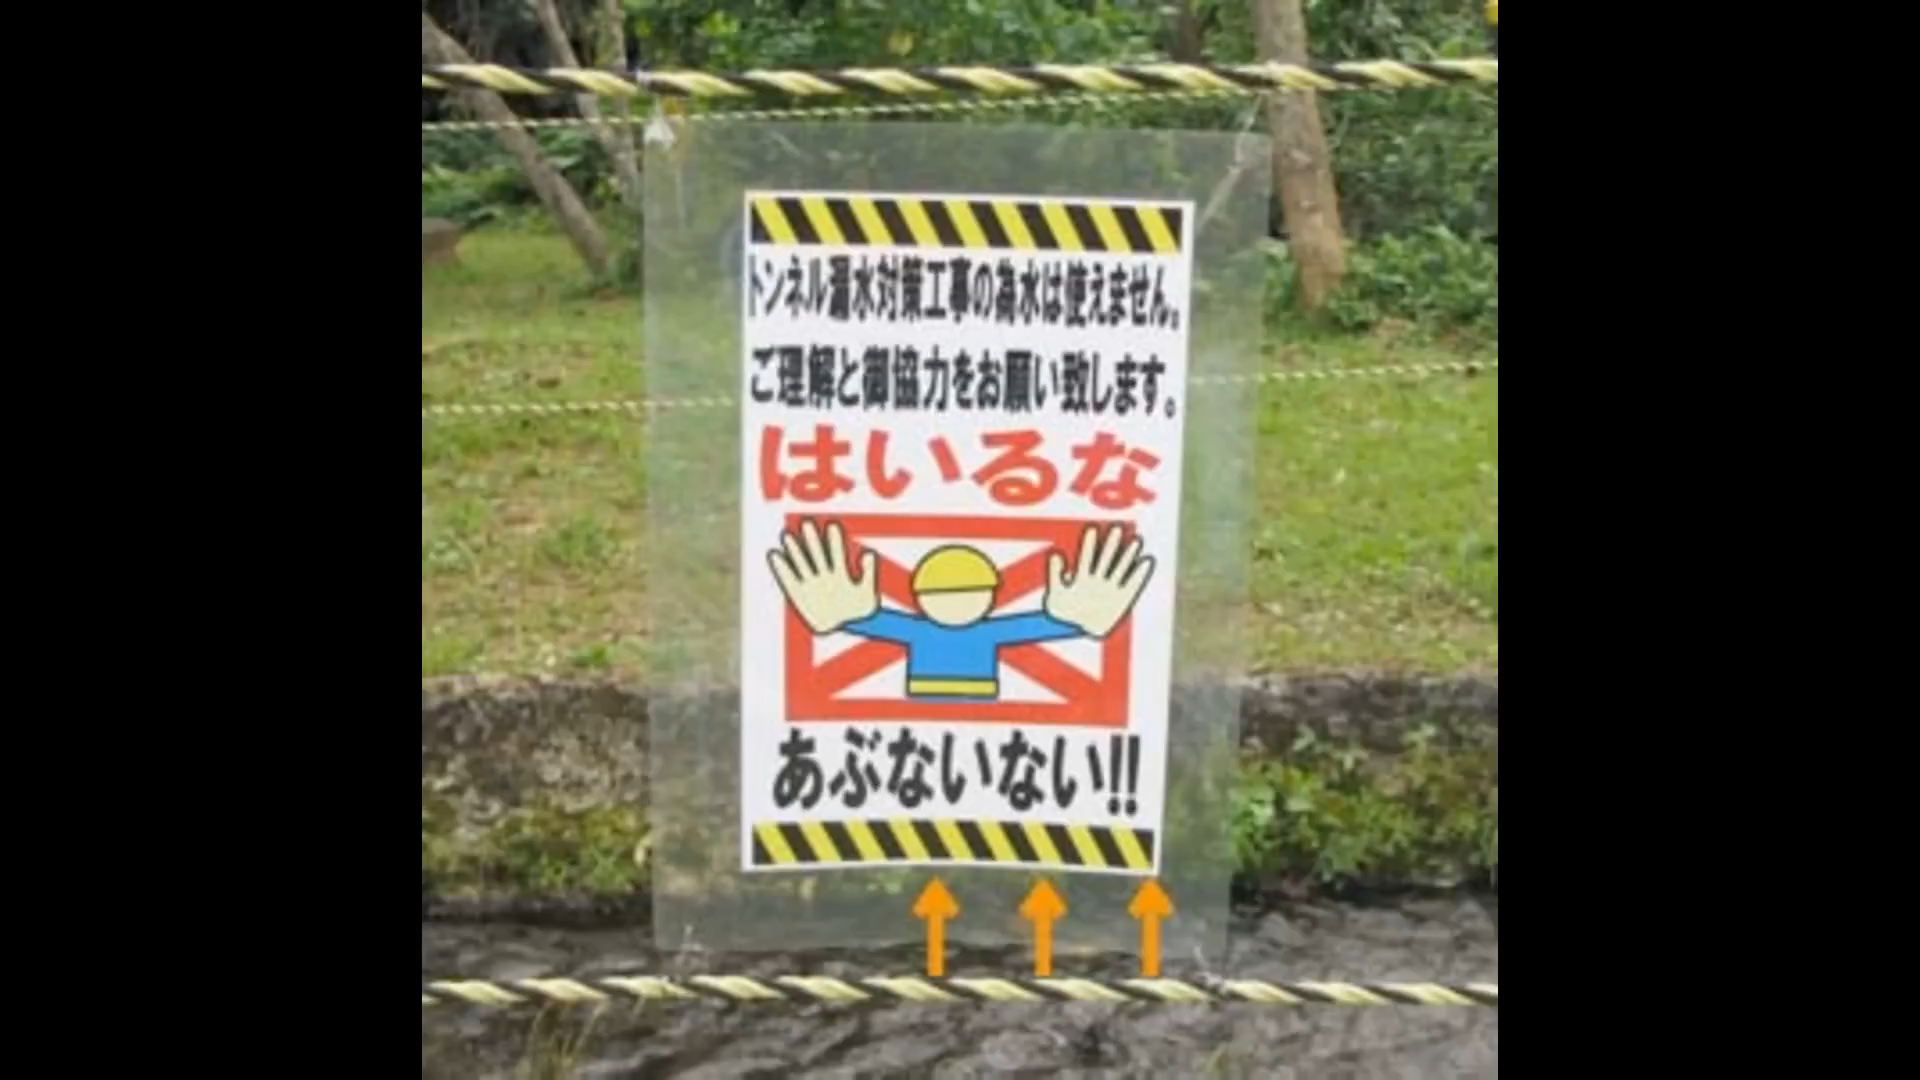 トンネル漏水対策工事の為水は使えません。
ご理解と御協力をお願い致します。
はいるな
あぶないない!!